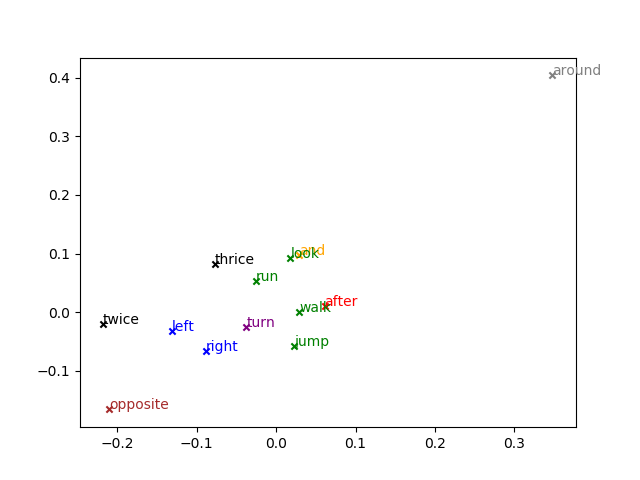 around
0.4
0.3
0.2
0.1
0.0
−0.1
look
and
thrice
run
after
walk
twice
left
turn
right
jump
opposite
−0.2
−0.1
0.0
0.1
0.2
0.3